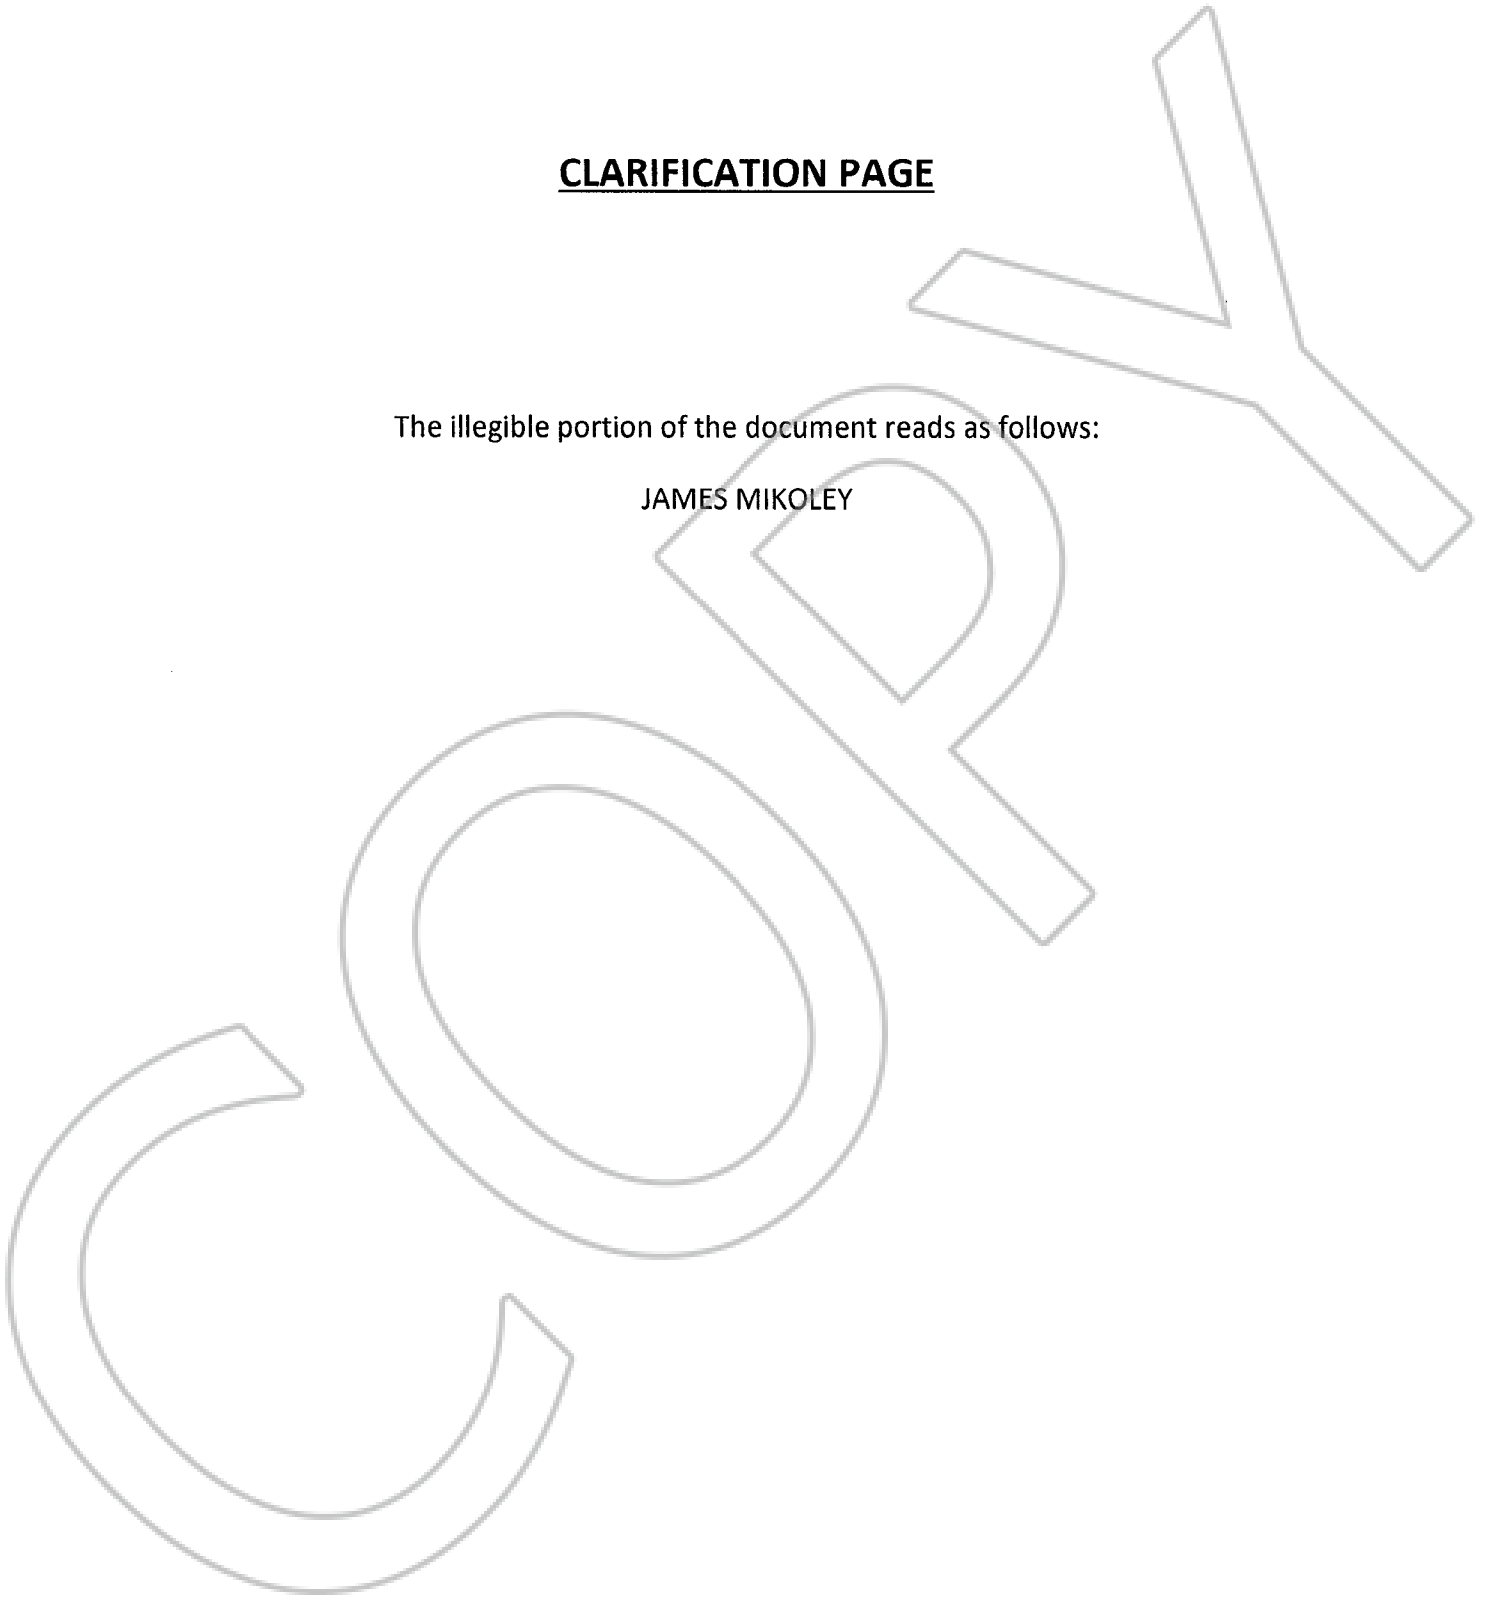 CLARIFICATION PAGE
The illegible portion of the document reads as follows:
JAMES MIKOLEY
COPY